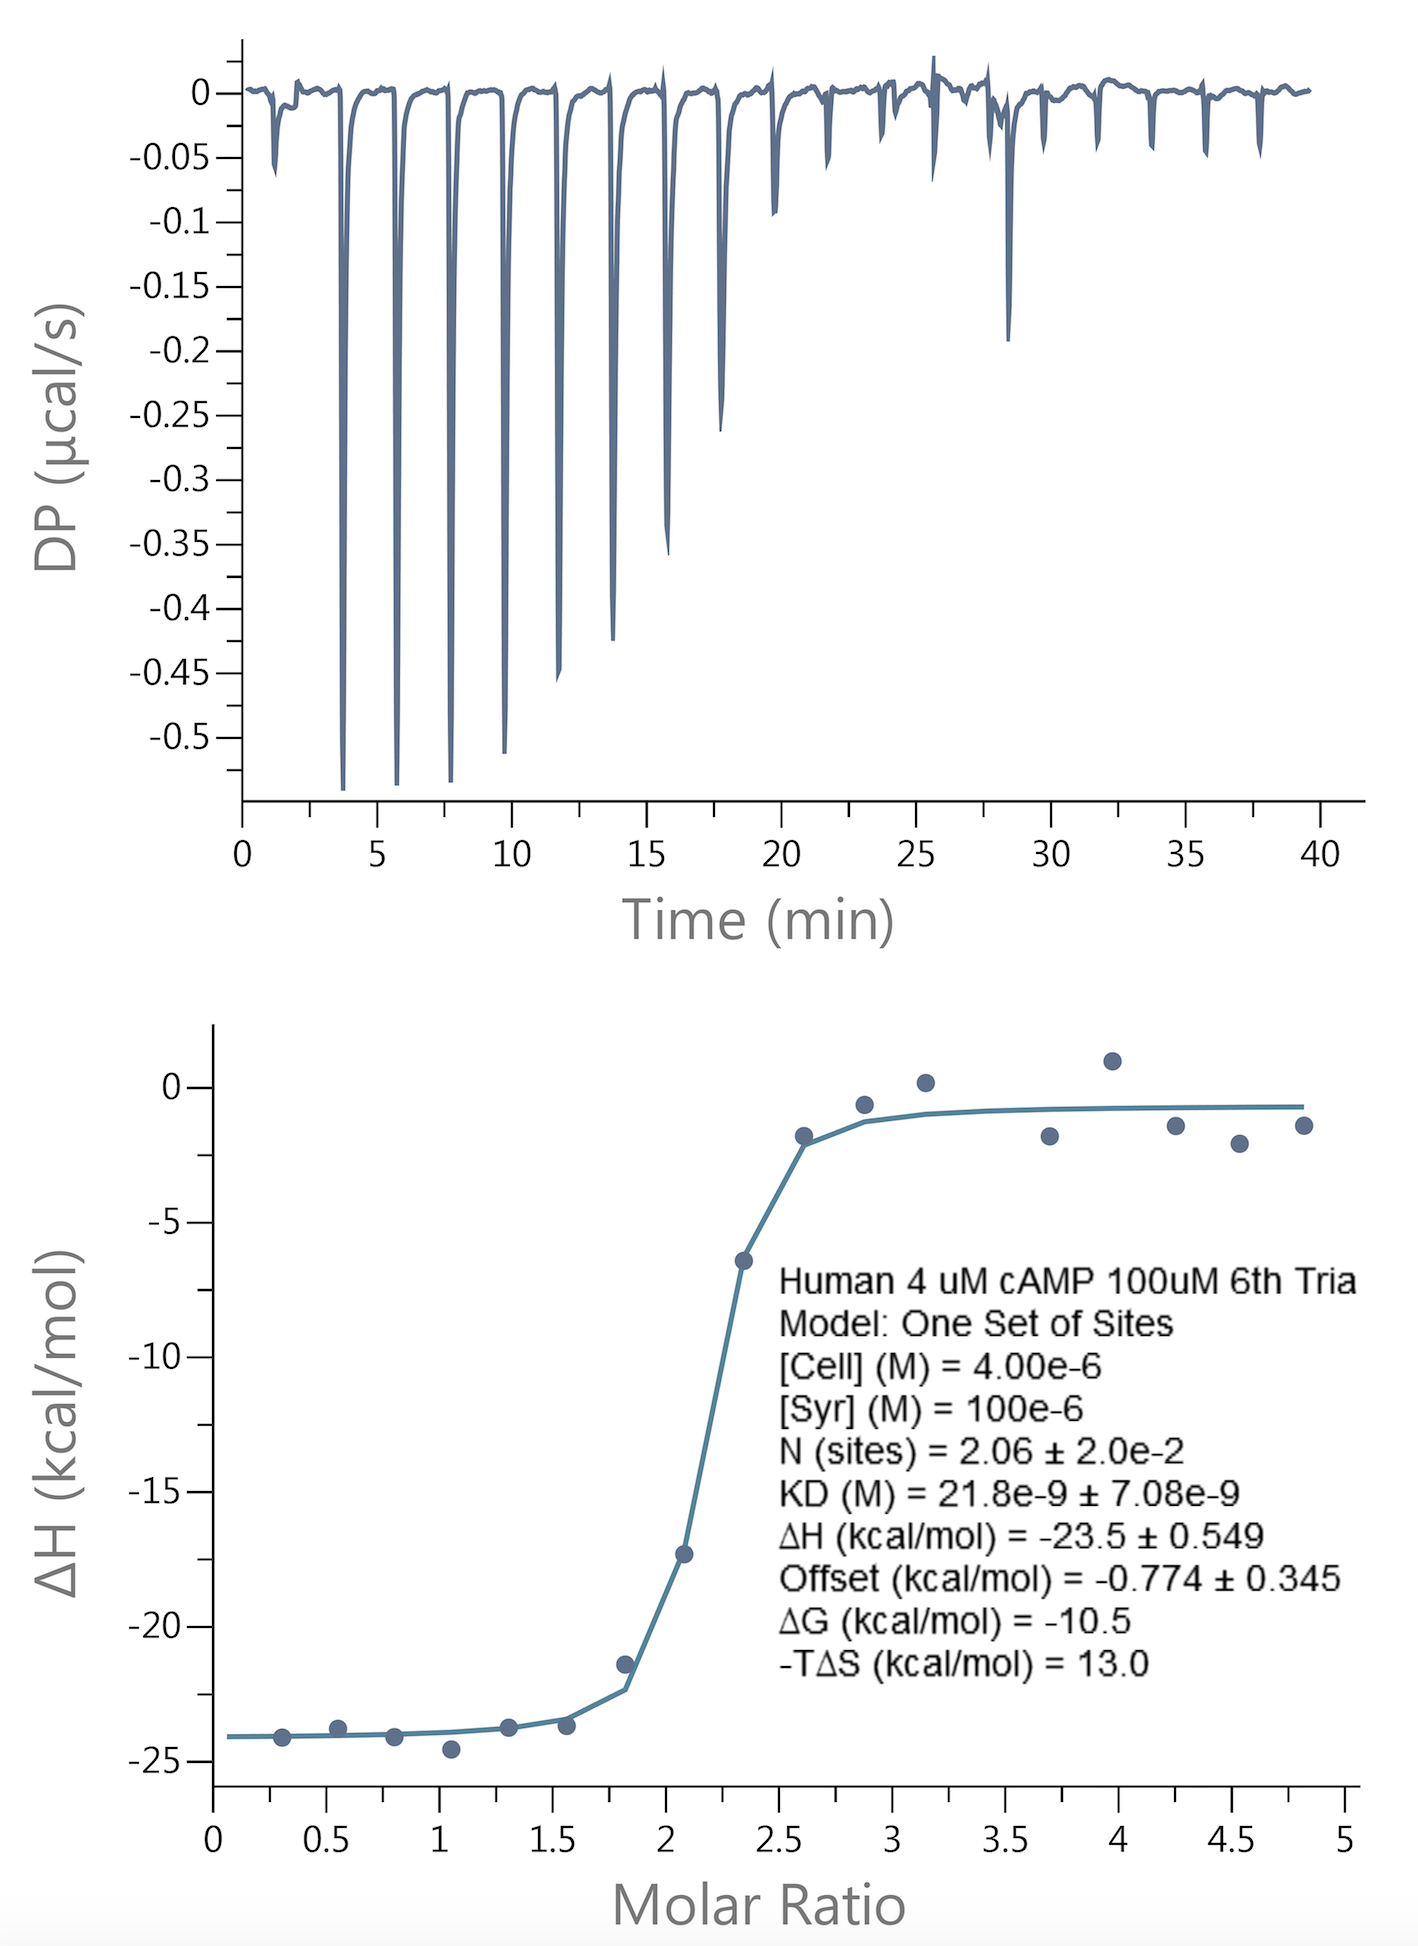 0
-0.05
-0.1
-0.15
-0.2
-0.25
-0.3
-0.35
-0.4
-0.45
-0.5
DP (μcal/s)
0 5 10 15 20 25 30 35 40
Time (min)
0
-5
-10
-15
-20
-25
ΔH (kcal/mol)
Human 4 uM cAMP 100uM 6th Tria
Model: One Set of Sites
[Cell] (M) = 4.00e-6
[Syr] (M) = 100e-6
N (sites) = 2.06 ± 2.0e-2
KD (M) = 21.8e-9 ± 7.08e-9
ΔH (kcal/mol) = -23.5 ± 0.549
Offset (kcal/mol) = -0.774 ± 0.345
ΔG (kcal/mol) = -10.5
-TΔS (kcal/mol) = 13.0
0 0.5 1 1.5 2 2.5 3 3.5 4 4.5 5
Molar Ratio